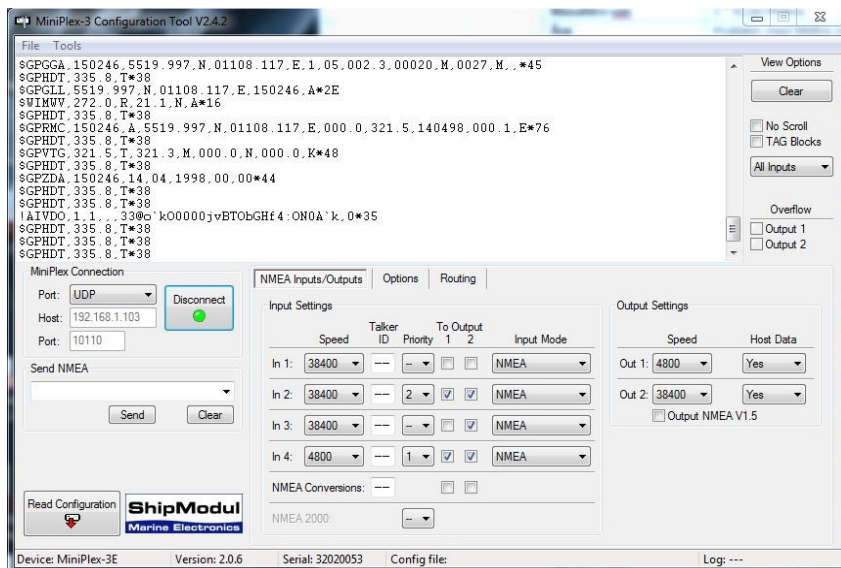 MiniPlex-3 Configuration Tool V2.4.2
File Tools
$GPGGA,150246,5519.997,N,01108.117,E,1,05,002.3,00020,M,0027,M,,*45
$GPHDT,335.8,T*38
$GPGLL,5519.997,N,01108.117,E,150246,A*2E
$WIMWV,272.0,R,21.1,N,A*16
$GPHDT,335.8,T*38
$GPRMC,150246,A,5519.997,N,01108.117,E,000.0,321.5,140498,000.1,E*76
$GPHDT,335.8,T*38
$GPVTG,321.5,T,321.3,M,000.0,N,000.0,K*48
$GPHDT,335.8,T*38
$GPZDA,150246,14,04,1998,00,00*44
$GPHDT,335.8,T*38
!AIVDO,1,1,,,33@o`kO0000jvBTObGHf4:ON0A`k,0*35
$GPHDT,335.8,T*38
$GPHDT,335.8,T*38
$GPHDT,335.8,T*38
View Options
Clear
No Scroll
TAG Blocks
All Inputs
Overflow
Output 1
Output 2
MiniPlex Connection
Port: UDP
Disconnect
Host: 192.168.1.103
Port: 10110
Send NMEA
Send Clear
Read Configuration
ShipModul
Marine Electronics
NMEA Inputs/Outputs Options Routing
Input Settings
Talker To Output
Speed ID Priority 1 2 Input Mode
In 1: 38400 -- -- NMEA
In 2: 38400 -- 2 NMEA
In 3: 38400 -- -- NMEA
In 4: 4800 -- 1 NMEA
NMEA Conversions: --
NMEA 2000: --
Output Settings
Speed Host Data
Out 1: 4800 Yes
Out 2: 38400 Yes
Output NMEA V1.5
Device: MiniPlex-3E Version: 2.0.6 Serial: 32020053 Config file: Log: ---